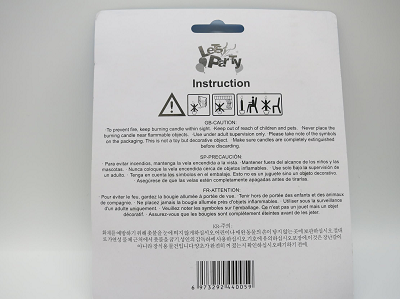 Let's
Party
Instruction
GB-CAUTION:
To prevent fire, keep burning candle within sight. Keep out of reach of children and pets. Never place the
burning candle near flammable objects. Use under adult supervision only. Please take note of the symbols
on the packaging. This is not a toy but decorative object. Make sure candles are completely extinguished
before discarding.
SP-PRECAUCIÓN:
Para evitar incendios, mantenga la vela encendida a la vista. Mantener fuera del alcance de los niños y las
mascotas. Nunca coloque la vela encendida cerca de objetos inflamables. Use solo bajo la supervisión de
un adulto. Tenga en cuenta los símbolos en el embalaje. Esto no es un juguete sino un objeto decorativo.
Asegúrese de que las velas estén completamente apagadas antes de tirarlas.
FR-ATTENTION:
Pour éviter le feu, gardez la bougie allumée à portée de vue. Tenir hors de portée des enfants et des animaux
de compagnie. Ne placez jamais la bougie allumée près d'objets inflammables. Utiliser sous la surveillance
d'un adulte uniquement. Veuillez noter les symboles sur l'emballage. Ce n'est pas un jouet mais un objet
décoratif. Assurez-vous que les bougies sont complètement éteintes avant de les jeter.
KR-주의:
6 973292 440059